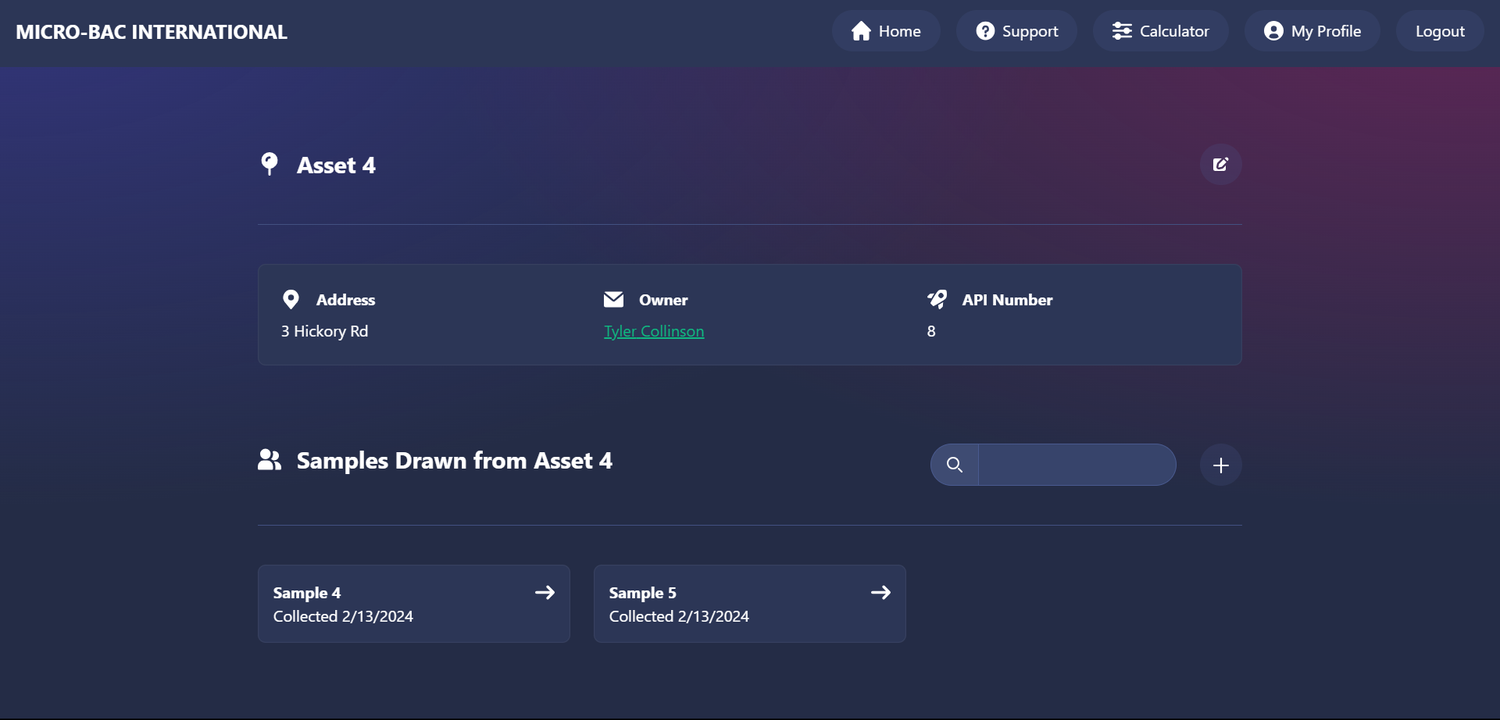 MICRO-BAC INTERNATIONAL
Home
Support
Calculator
My Profile
Logout
Asset 4
Address
3 Hickory Rd
Owner
Tyler Collinson
API Number
8
Samples Drawn from Asset 4
Sample 4
Collected 2/13/2024
Sample 5
Collected 2/13/2024